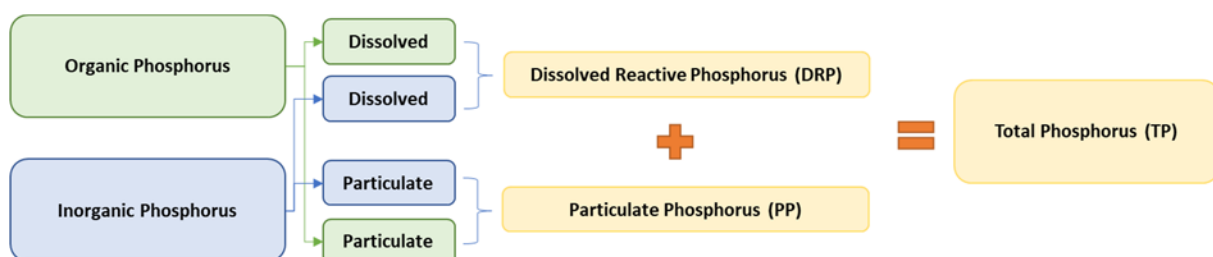 Organic Phosphorus
Inorganic Phosphorus
Dissolved
Dissolved
Particulate
Particulate
Dissolved Reactive Phosphorus (DRP)
Particulate Phosphorus (PP)
Total Phosphorus (TP)